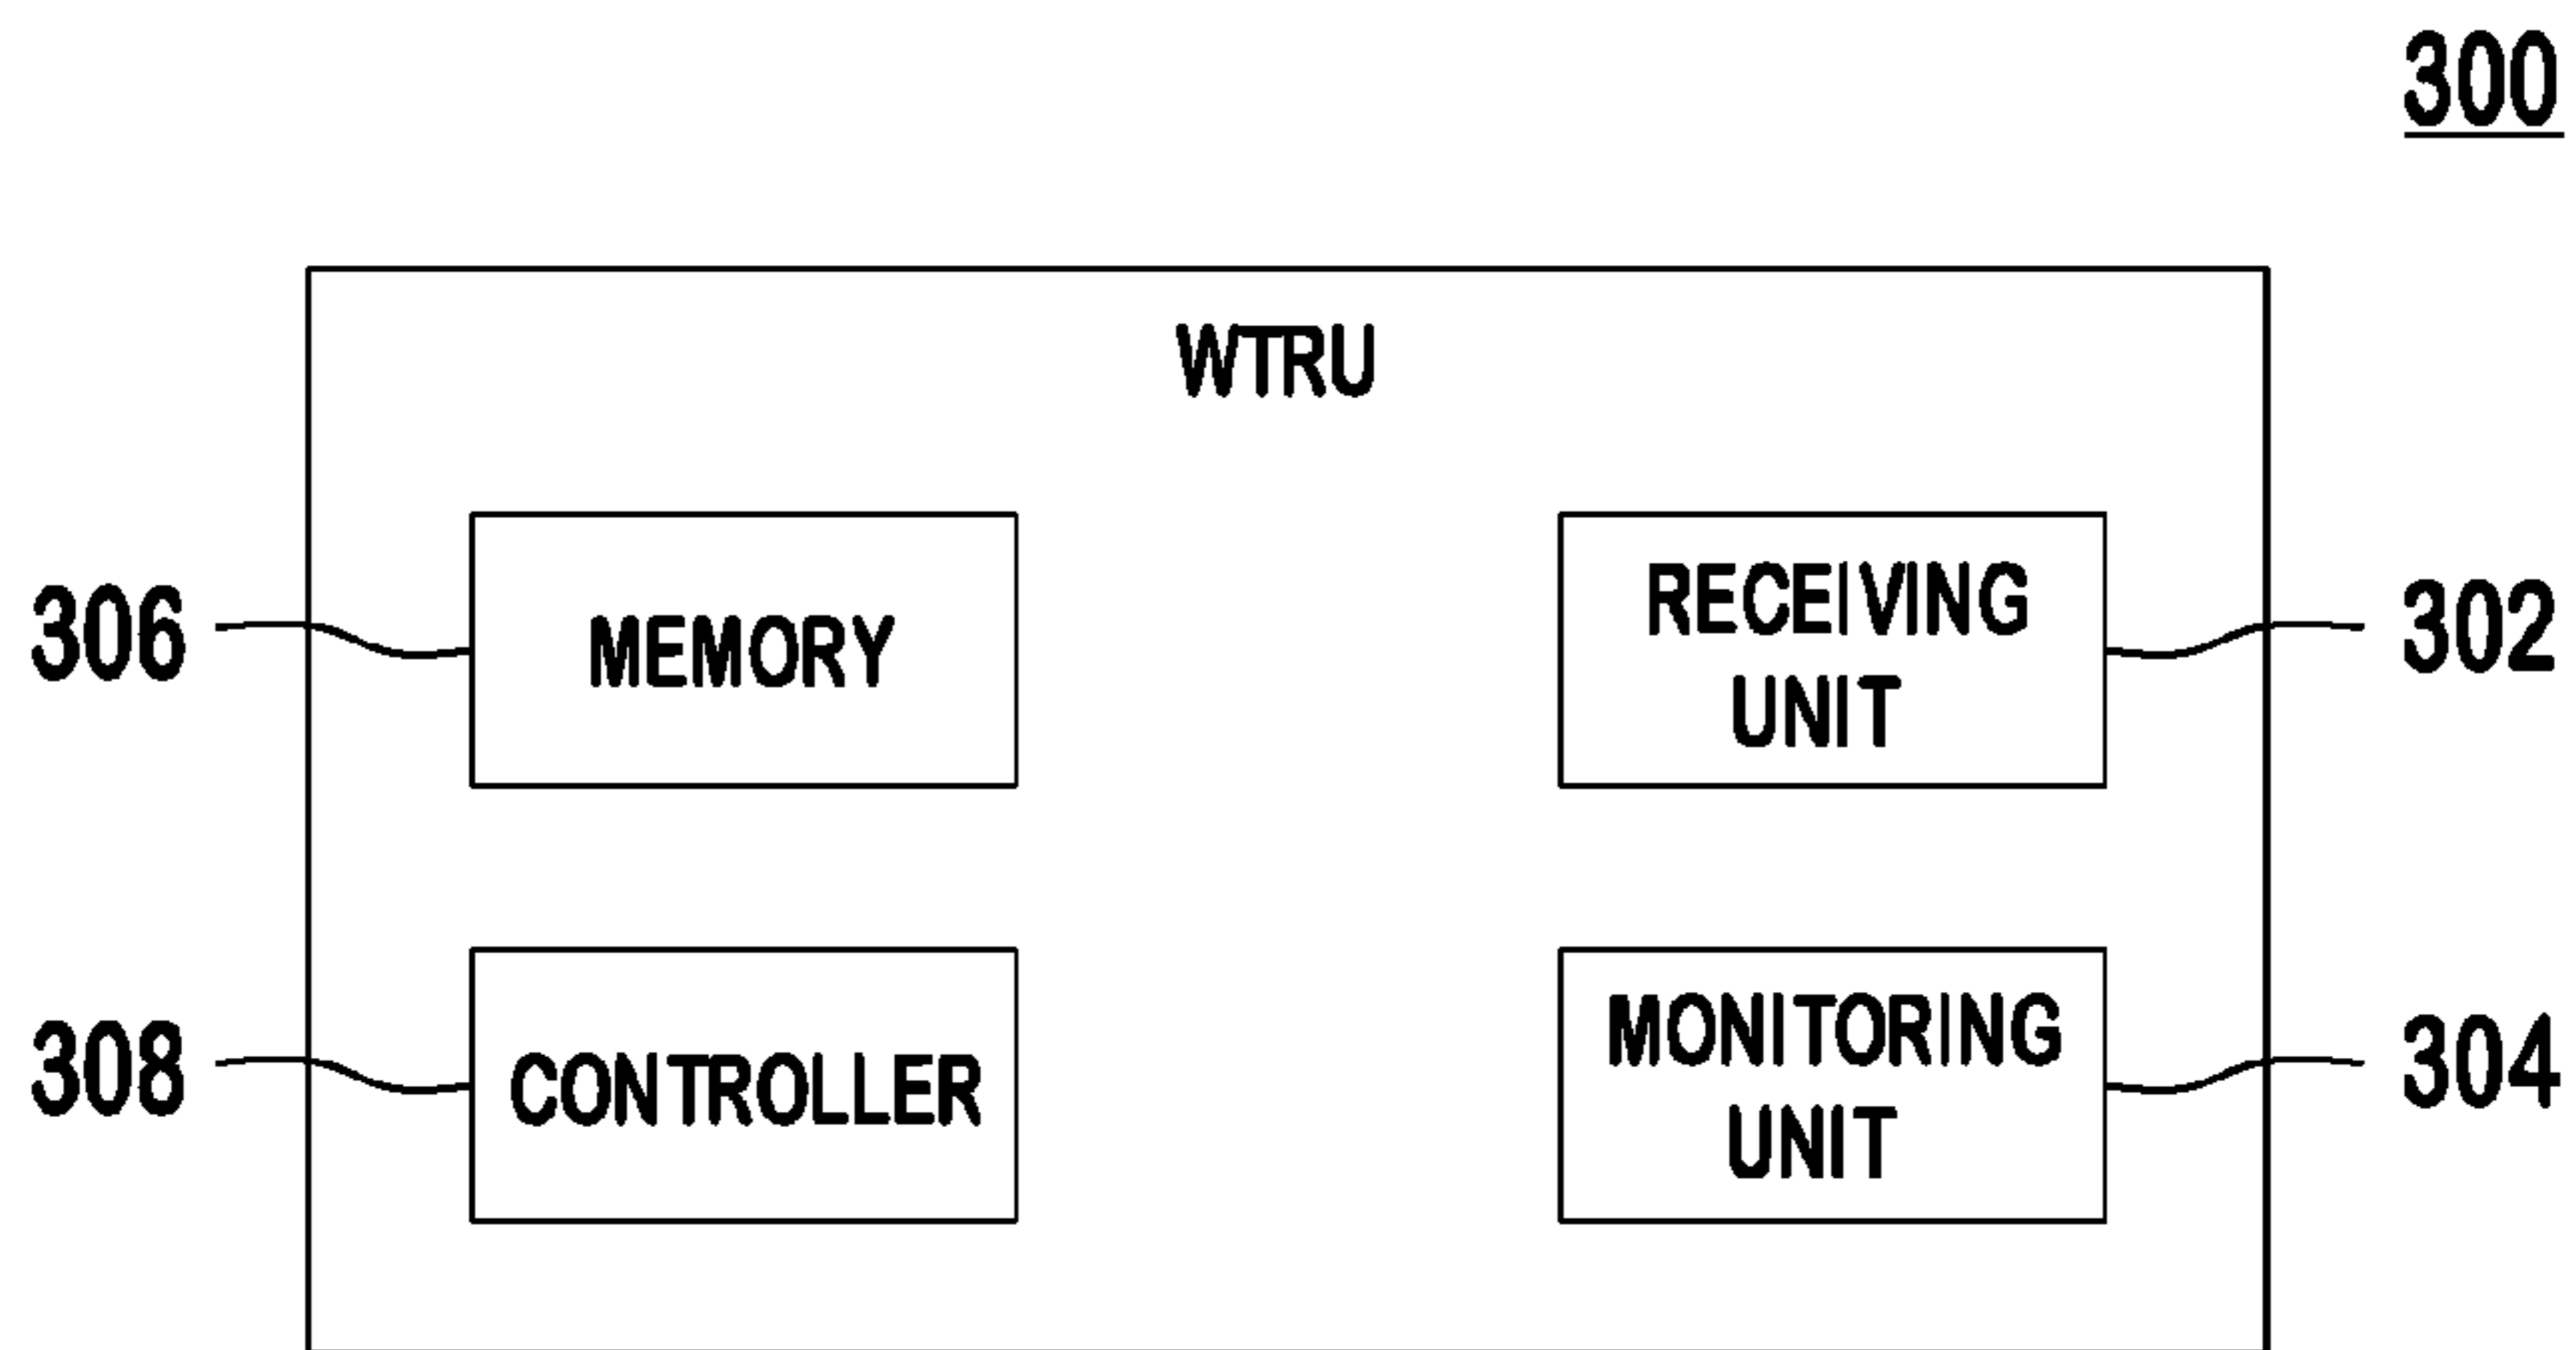 300
WTRU
306
MEMORY
RECEIVING
UNIT
302
308
CONTROLLER
MONITORING
UNIT
304